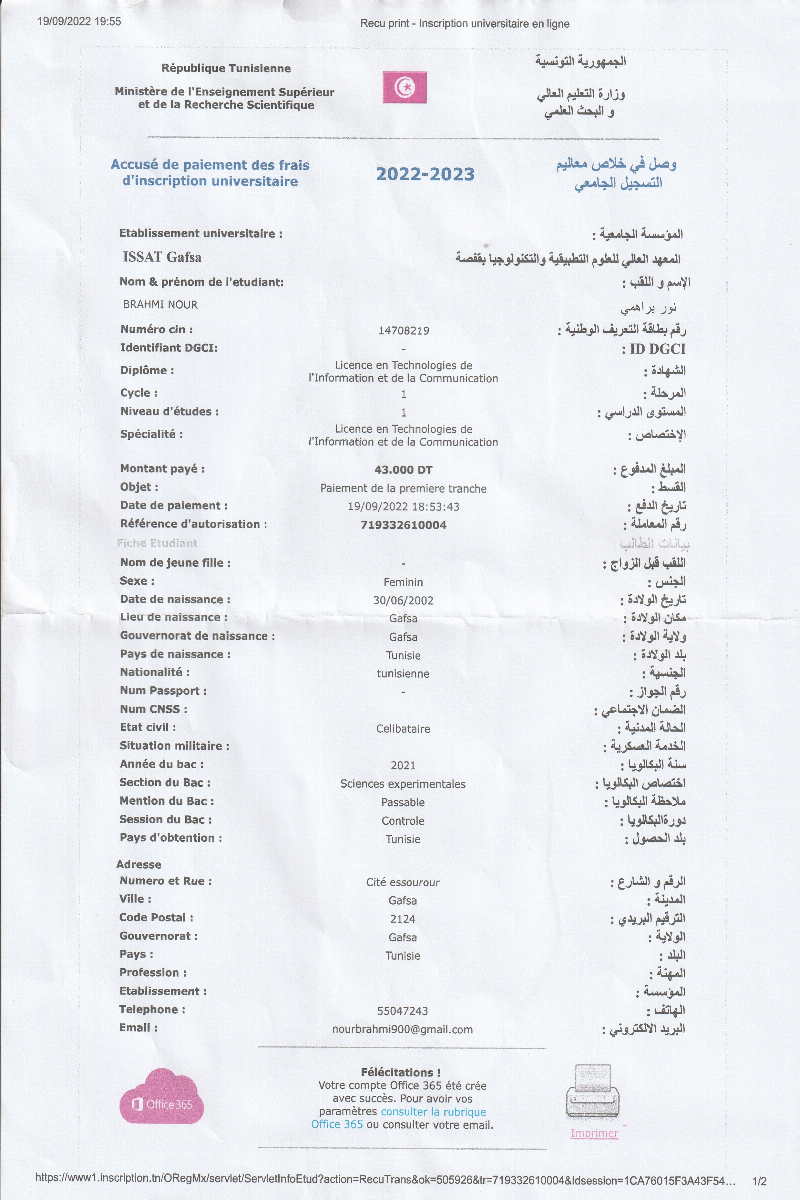 19/09/2022 19:55
Recu print - Inscription universitaire en ligne
République Tunisienne
الجمهورية التونسية
Ministère de l'Enseignement Supérieur
et de la Recherche Scientifique
وزارة التعليم العالي
و البحث العلمي
Accusé de paiement des frais
d'inscription universitaire
2022-2023
وصل في خلاص معاليم
التسجيل الجامعي
Etablissement universitaire :
المؤسسة الجامعية :
ISSAT Gafsa
المعهد العالي للعلوم التطبيقية والتكنولوجيا بقفصة
Nom & prénom de l'etudiant:
الإسم و اللقب :
BRAHMI NOUR
نور براهمي
Numéro cin : 14708219 رقم بطاقة التعريف الوطنية :
Identifiant DGCI: - ID DGCI :
Diplôme : Licence en Technologies de
l'Information et de la Communication الشهادة :
Cycle : 1 المرحلة :
Niveau d'études : 1 المستوى الدراسي :
Spécialité : Licence en Technologies de
l'Information et de la Communication الإختصاص :
Montant payé : 43.000 DT المبلغ المدفوع :
Objet : Paiement de la premiere tranche القسط :
Date de paiement : 19/09/2022 18:53:43 تاريخ الدفع :
Référence d'autorisation : 719332610004 رقم المعاملة :
Fiche Etudiant بيانات الطالب
Nom de jeune fille : - اللقب قبل الزواج :
Sexe : Feminin الجنس :
Date de naissance : 30/06/2002 تاريخ الولادة :
Lieu de naissance : Gafsa مكان الولادة :
Gouvernorat de naissance : Gafsa ولاية الولادة :
Pays de naissance : Tunisie بلد الولادة :
Nationalité : tunisienne الجنسية :
Num Passport : - رقم الجواز :
Num CNSS : الضمان الاجتماعي :
Etat civil : Celibataire الحالة المدنية :
Situation militaire : الخدمة العسكرية :
Année du bac : 2021 سنة البكالويا :
Section du Bac : Sciences experimentales اختصاص البكالويا :
Mention du Bac : Passable ملاحظة البكالويا :
Session du Bac : Controle دورةالبكالويا :
Pays d'obtention : Tunisie بلد الحصول :
Adresse
Numero et Rue : Cité essourour الرقم و الشارع :
Ville : Gafsa المدينة :
Code Postal : 2124 الترقيم البريدي :
Gouvernorat : Gafsa الولاية :
Pays : Tunisie البلد :
Profession : المهنة :
Etablissement : المؤسسة :
Telephone : 55047243 الهاتف :
Email : nourbrahmi900@gmail.com البريد الالكتروني :
Office 365
Félécitations !
Votre compte Office 365 été crée
avec succès. Pour avoir vos
paramètres consulter la rubrique
Office 365 ou consulter votre email.
Imprimer
https://www1.inscription.tn/ORegMx/servlet/ServletInfoEtud?action=RecuTrans&ok=505926&tr=719332610004&Idsession=1CA76015F3A43F54... 1/2